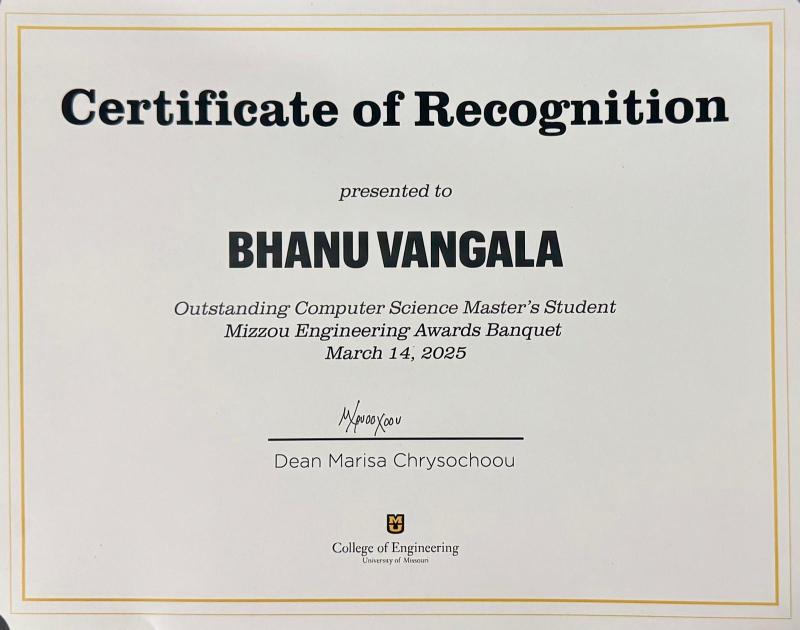 Certificate of Recognition
presented to
BHANU VANGALA
Outstanding Computer Science Master's Student
Mizzou Engineering Awards Banquet
March 14, 2025
Dean Marisa Chrysochoou
MU
College of Engineering
University of Missouri